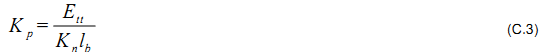 K_p = E_tt / K_n l_b (C.3)